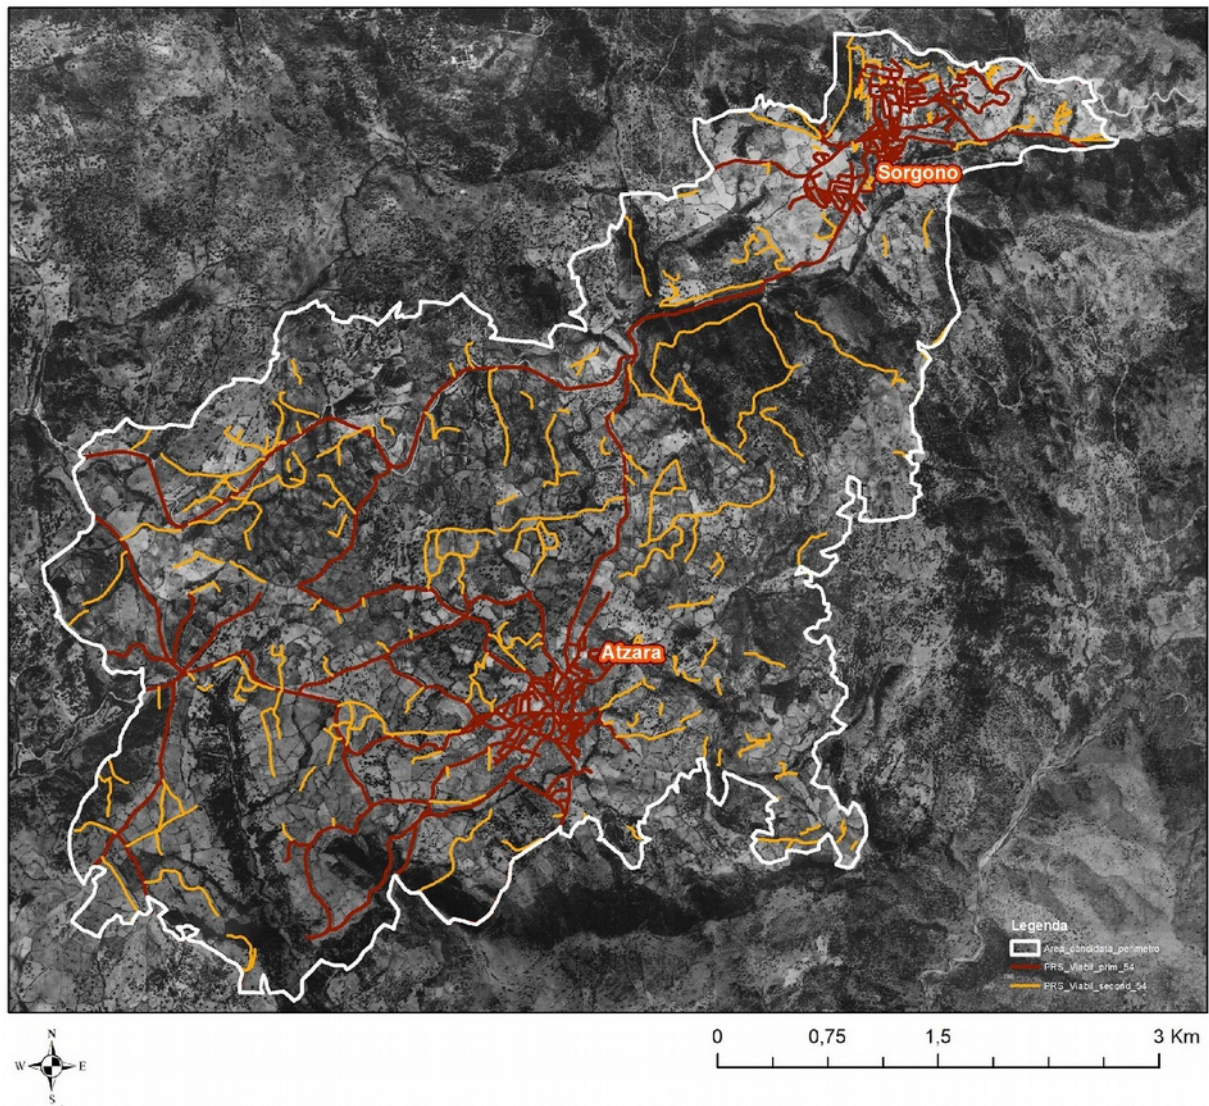 Sorgono
Atzara
Legenda
Area_candidata_perimetro
PRS_Viabil_prim_54
PRS_Viabil_second_54
N
W E
S
0 0,75 1,5 3 Km